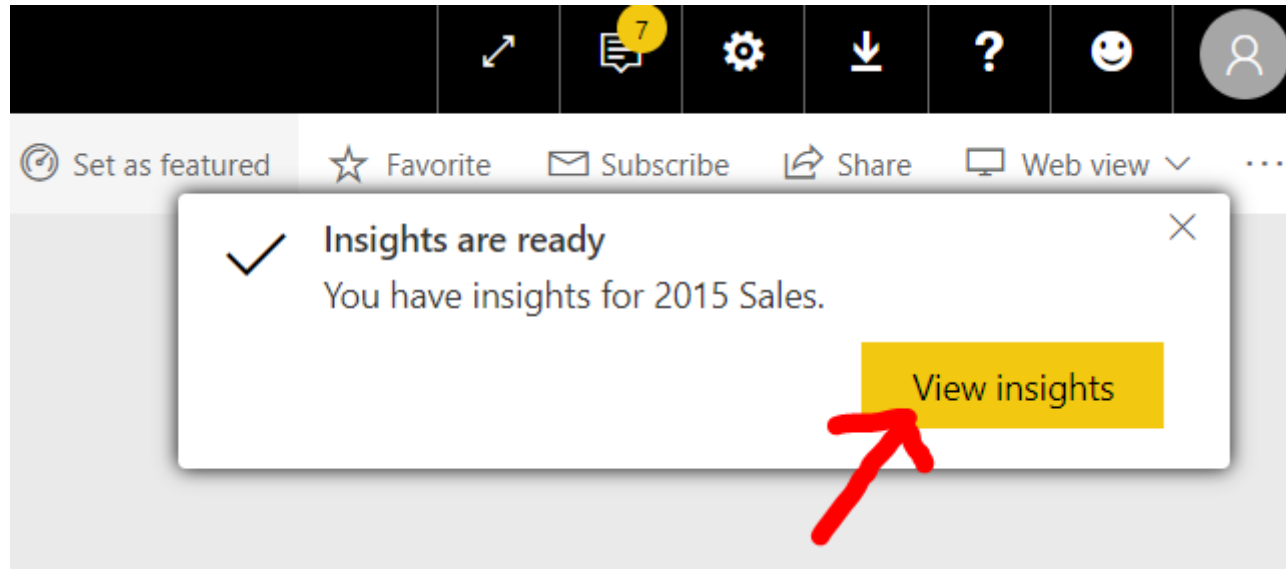 7
?
Set as featured Favorite Subscribe Share Web view ...
Insights are ready
You have insights for 2015 Sales.
View insights